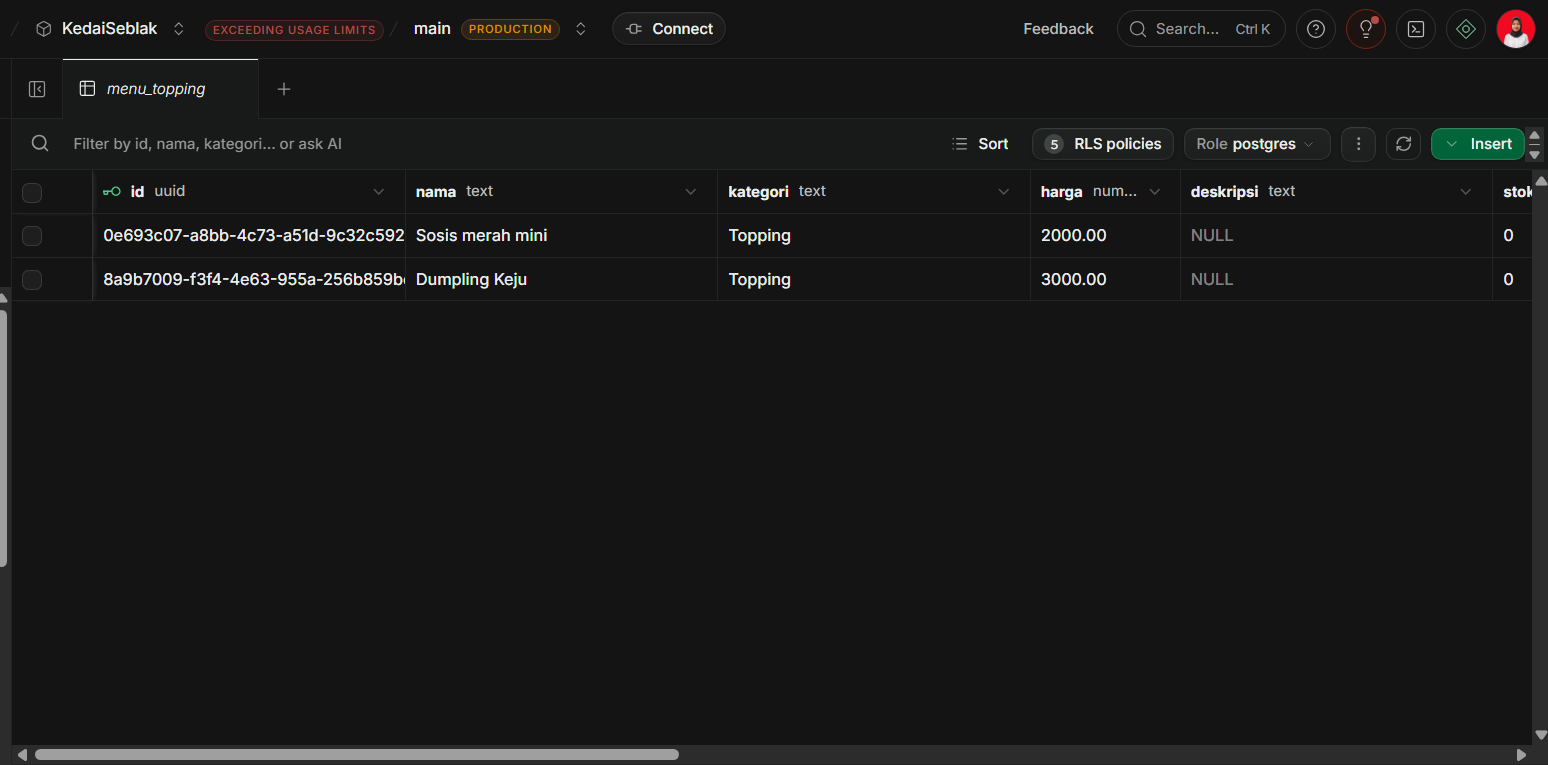 KedaiSeblak EXCEEDING USAGE LIMITS main PRODUCTION Connect Feedback Search... Ctrl K
menu_topping
Filter by id, nama, kategori... or ask AI Sort 5 RLS policies Role postgres Insert
id uuid nama text kategori text harga num... deskripsi text stok
0e693c07-a8bb-4c73-a51d-9c32c592 Sosis merah mini Topping 2000.00 NULL 0
8a9b7009-f3f4-4e63-955a-256b859b Dumpling Keju Topping 3000.00 NULL 0